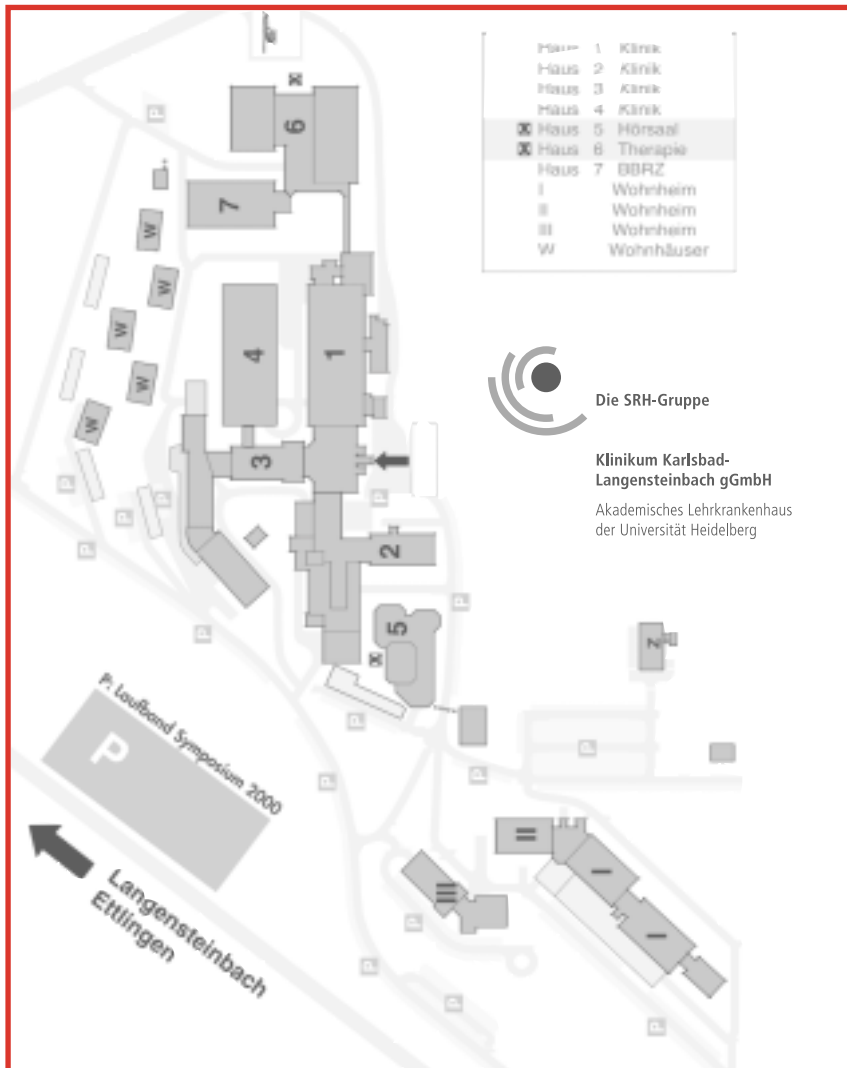 Haus 1 Klinik
Haus 2 Klinik
Haus 3 Klinik
Haus 4 Klinik
Haus 5 Hörsaal
Haus 6 Therapie
Haus 7 BBRZ
I Wohnheim
II Wohnheim
III Wohnheim
W Wohnhäuser
Die SRH-Gruppe
Klinikum Karlsbad-
Langensteinbach gGmbH
Akademisches Lehrkrankenhaus
der Universität Heidelberg
6
P
7
W
W
W
W
W
4
1
3
P
P
P
P
P
P
2
P
P
5
Z
P
P: Laufband Symposium 2000
P
P
P
P
II
I
III
I
P
Langensteinbach
Ettlingen
P
P
P